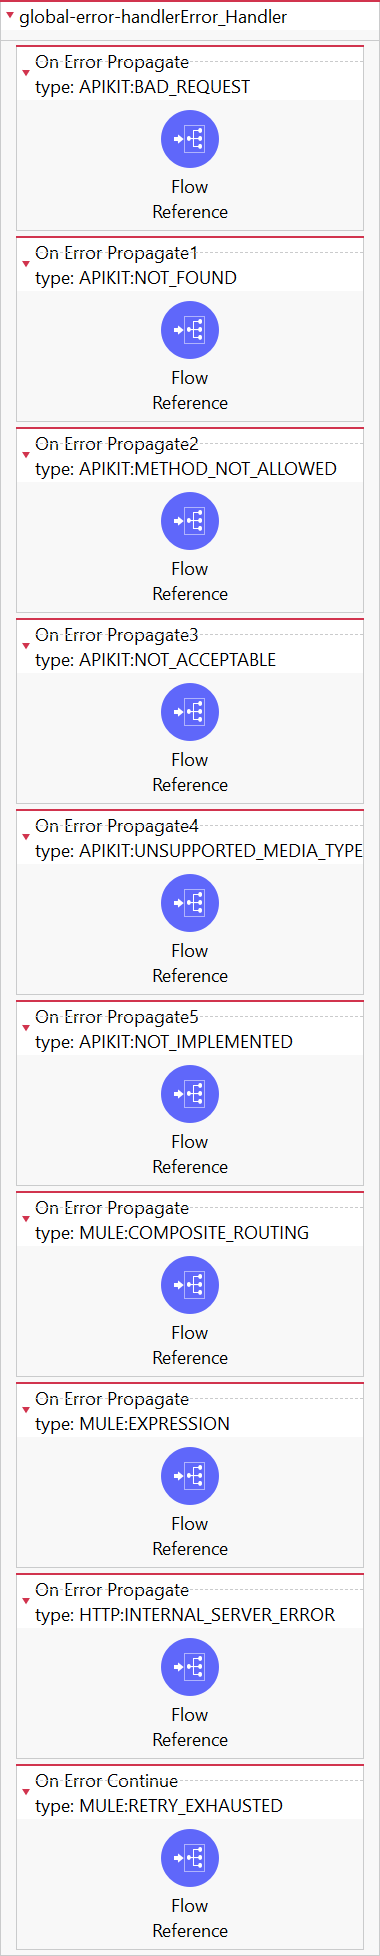 global-error-handlerError_Handler
On Error Propagate
type: APIKIT:BAD_REQUEST
Flow
Reference
On Error Propagate1
type: APIKIT:NOT_FOUND
Flow
Reference
On Error Propagate2
type: APIKIT:METHOD_NOT_ALLOWED
Flow
Reference
On Error Propagate3
type: APIKIT:NOT_ACCEPTABLE
Flow
Reference
On Error Propagate4
type: APIKIT:UNSUPPORTED_MEDIA_TYPE
Flow
Reference
On Error Propagate5
type: APIKIT:NOT_IMPLEMENTED
Flow
Reference
On Error Propagate
type: MULE:COMPOSITE_ROUTING
Flow
Reference
On Error Propagate
type: MULE:EXPRESSION
Flow
Reference
On Error Propagate
type: HTTP:INTERNAL_SERVER_ERROR
Flow
Reference
On Error Continue
type: MULE:RETRY_EXHAUSTED
Flow
Reference